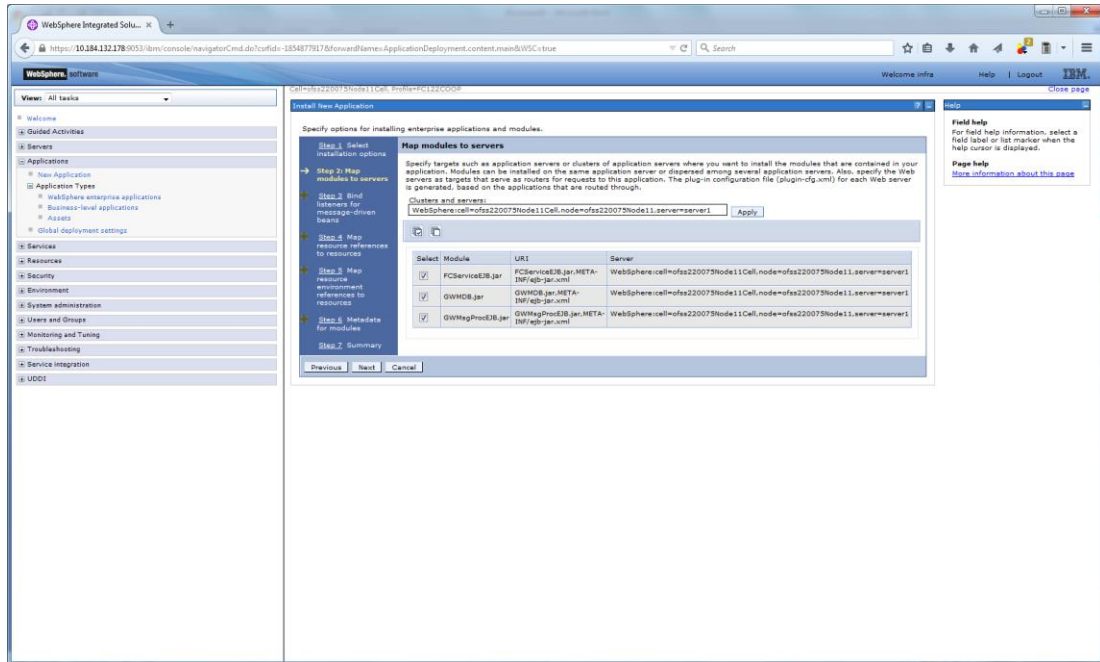 WebSphere Integrated Solu... × +
https://10.184.132.178:9053/ibm/console/navigatorCmd.do?csrfid=-1854877817&forwardName=ApplicationDeployment.content.main&WSC=true
Search
WebSphere. software
Welcome infra
Help | Logout
IBM.
View: All tasks
Welcome
Guided Activities
Servers
Applications
New Application
Application Types
WebSphere enterprise applications
Business-level applications
Assets
Global deployment settings
Services
Resources
Security
Environment
System administration
Users and Groups
Monitoring and Tuning
Troubleshooting
Service integration
UDDI
Cell=ofss220075Node11Cell, Profile=FC122COOP
Close page
Install New Application
Specify options for installing enterprise applications and modules.
Step 1 Select
installation options
Step 2: Map
modules to servers
Step 3 Bind
listeners for
message-driven
beans
Step 4 Map
resource references
to resources
Step 5 Map
resource
environment
references to
resources
Step 6 Metadata
for modules
Step 7 Summary
Map modules to servers
Specify targets such as application servers or clusters of application servers where you want to install the modules that are contained in your
application. Modules can be installed on the same application server or dispersed among several application servers. Also, specify the Web
servers as targets that serve as routers for requests to this application. The plug-in configuration file (plugin-cfg.xml) for each Web server
is generated, based on the applications that are routed through.
Clusters and servers:
WebSphere:cell=ofss220075Node11Cell,node=ofss220075Node11,server=server1
Apply
Select Module URI Server
FCServiceEJB.jar FCServiceEJB.jar,META-
INF/ejb-jar.xml
WebSphere:cell=ofss220075Node11Cell,node=ofss220075Node11,server=server1
GWMDB.jar GWMDB.jar,META-
INF/ejb-jar.xml
WebSphere:cell=ofss220075Node11Cell,node=ofss220075Node11,server=server1
GWMsgProcEJB.jar GWMsgProcEJB.jar,META-
INF/ejb-jar.xml
WebSphere:cell=ofss220075Node11Cell,node=ofss220075Node11,server=server1
Previous Next Cancel
Help
Field help
For field help information, select a
field label or list marker when the
help cursor is displayed.
Page help
More information about this page